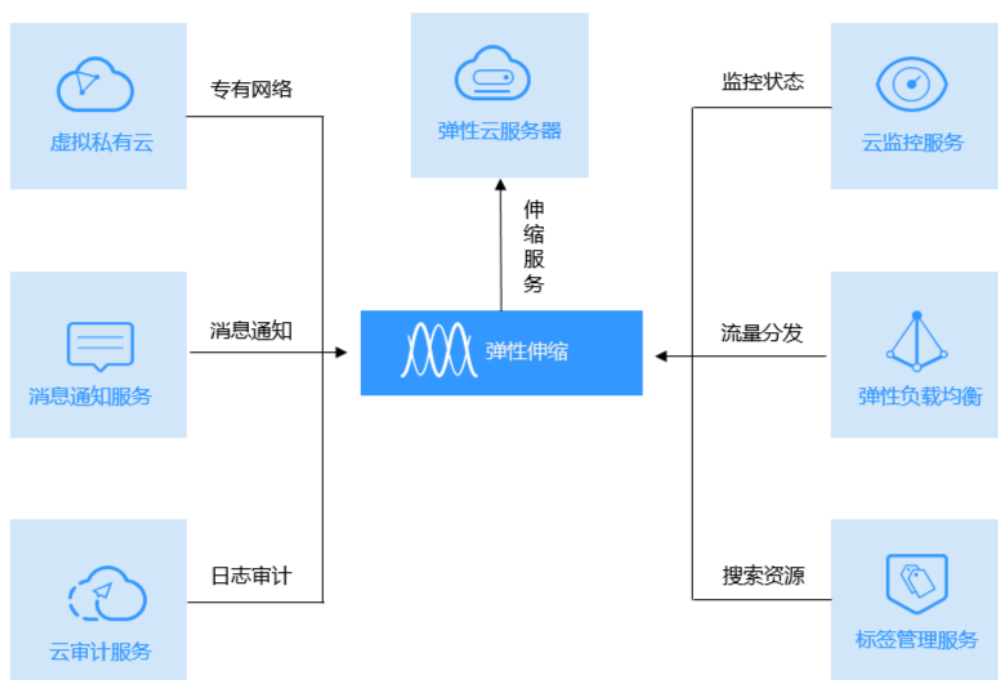 专有网络
虚拟私有云
弹性云服务器
监控状态
云监控服务
伸
缩
服
务
消息通知
消息通知服务
弹性伸缩
流量分发
弹性负载均衡
日志审计
云审计服务
搜索资源
标签管理服务